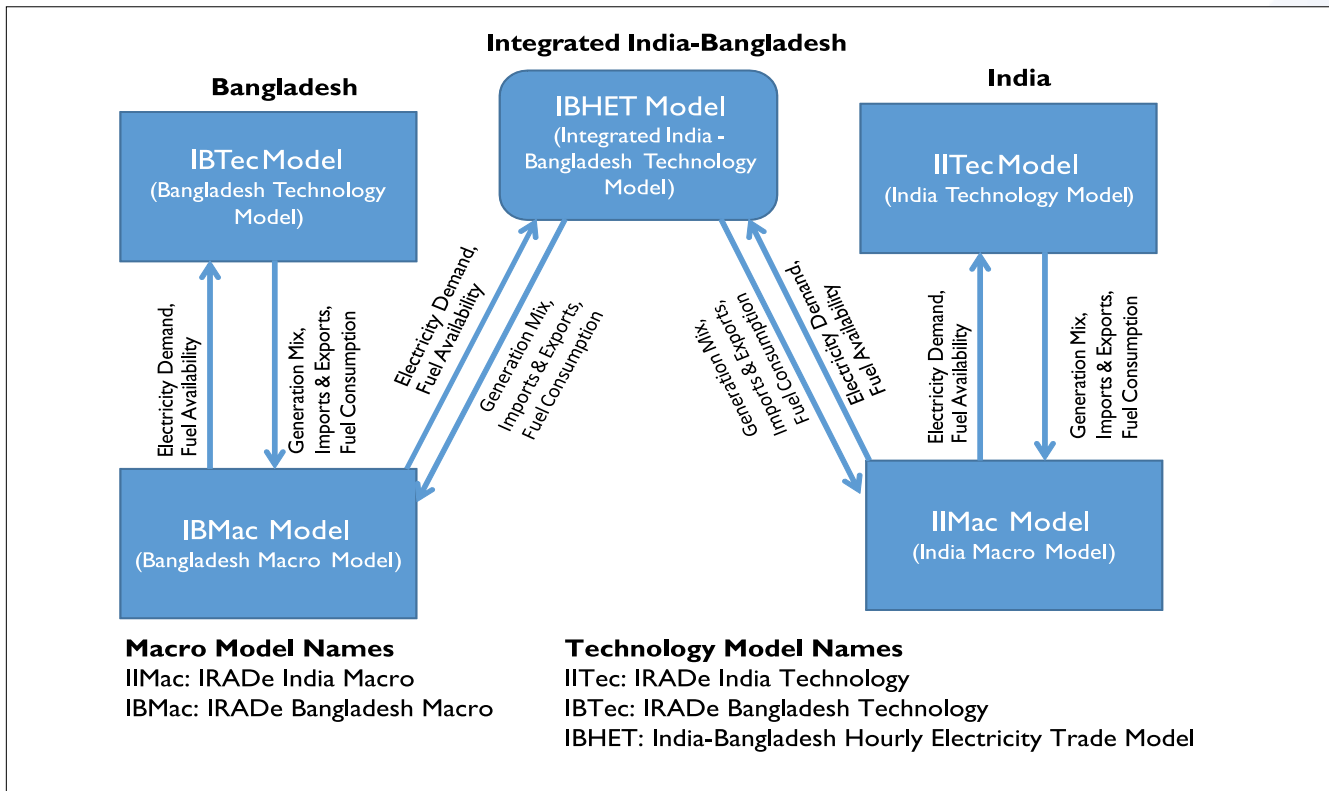 Integrated India-Bangladesh
Bangladesh
India
IBTec Model
(Bangladesh Technology
Model)
IBHET Model
(Integrated India -
Bangladesh Technology
Model)
IITec Model
(India Technology Model)
Electricity Demand,
Fuel Availability
Generation Mix,
Imports & Exports,
Fuel Consumption
Electricity Demand,
Fuel Availability
Generation Mix,
Imports & Exports,
Fuel Consumption
Generation Mix,
Imports & Exports,
Fuel Consumption
Electricity Demand,
Fuel Availability
Electricity Demand,
Fuel Availability
Generation Mix,
Imports & Exports,
Fuel Consumption
IBMac Model
(Bangladesh Macro Model)
IIMac Model
(India Macro Model)
Macro Model Names
IIMac: IRADe India Macro
IBMac: IRADe Bangladesh Macro
Technology Model Names
IITec: IRADe India Technology
IBTec: IRADe Bangladesh Technology
IBHET: India-Bangladesh Hourly Electricity Trade Model